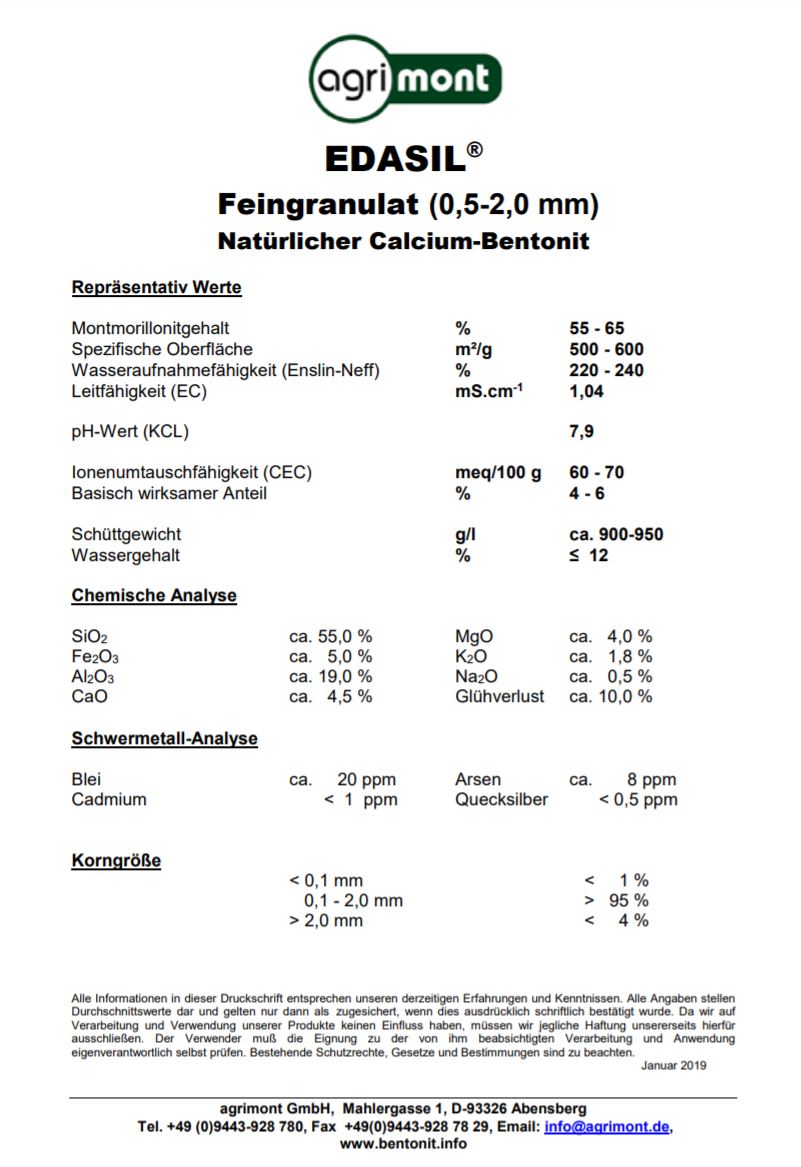 agrimont
EDASIL®
Feingranulat (0,5-2,0 mm)
Natürlicher Calcium-Bentonit
Repräsentativ Werte
Montmorillonitgehalt % 55 - 65
Spezifische Oberfläche m²/g 500 - 600
Wasseraufnahmefähigkeit (Enslin-Neff) % 220 - 240
Leitfähigkeit (EC) mS.cm⁻¹ 1,04
pH-Wert (KCL) 7,9
Ionenumtauschfähigkeit (CEC) meq/100 g 60 - 70
Basisch wirksamer Anteil % 4 - 6
Schüttgewicht g/l ca. 900-950
Wassergehalt % ≤ 12
Chemische Analyse
SiO₂ ca. 55,0 % MgO ca. 4,0 %
Fe₂O₃ ca. 5,0 % K₂O ca. 1,8 %
Al₂O₃ ca. 19,0 % Na₂O ca. 0,5 %
CaO ca. 4,5 % Glühverlust ca. 10,0 %
Schwermetall-Analyse
Blei ca. 20 ppm Arsen ca. 8 ppm
Cadmium < 1 ppm Quecksilber < 0,5 ppm
Korngröße
< 0,1 mm < 1 %
0,1 - 2,0 mm > 95 %
> 2,0 mm < 4 %
Alle Informationen in dieser Druckschrift entsprechen unseren derzeitigen Erfahrungen und Kenntnissen. Alle Angaben stellen
Durchschnittswerte dar und gelten nur dann als zugesichert, wenn dies ausdrücklich schriftlich bestätigt wurde. Da wir auf
Verarbeitung und Verwendung unserer Produkte keinen Einfluss haben, müssen wir jegliche Haftung unsererseits hierfür
ausschließen. Der Verwender muß die Eignung zu der von ihm beabsichtigten Verarbeitung und Anwendung
eigenverantwortlich selbst prüfen. Bestehende Schutzrechte, Gesetze und Bestimmungen sind zu beachten.
Januar 2019
agrimont GmbH, Mahlergasse 1, D-93326 Abensberg
Tel. +49 (0)9443-928 780, Fax +49(0)9443-928 78 29, Email: info@agrimont.de,
www.bentonit.info